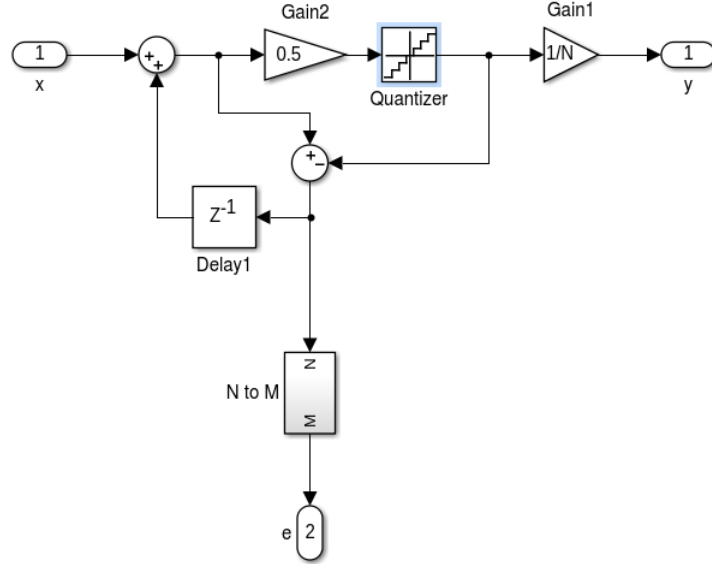 Gain2
Gain1
1
x
+
+
0.5
Quantizer
1/N
1
y
+
−
Z-1
Delay1
N to M
N
M
e
2